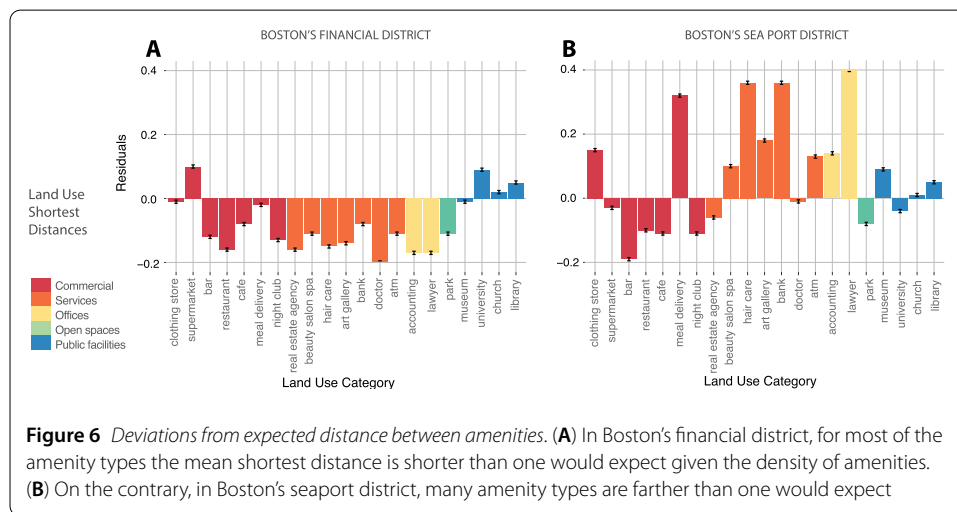 BOSTON'S FINANCIAL DISTRICT
A
0.4
0.2
0.0
−0.2
Residuals
Land Use
Shortest
Distances
Commercial
Services
Offices
Open spaces
Public facilities
clothing store
supermarket
bar
restaurant
cafe
meal delivery
night club
real estate agency
beauty salon spa
hair care
art gallery
bank
doctor
atm
accounting
lawyer
park
museum
university
church
library
Land Use Category
BOSTON'S SEA PORT DISTRICT
B
0.4
0.2
0.0
−0.2
clothing store
supermarket
bar
restaurant
cafe
meal delivery
night club
real estate agency
beauty salon spa
hair care
art gallery
bank
doctor
atm
accounting
lawyer
park
museum
university
church
library
Land Use Category
Figure 6 Deviations from expected distance between amenities. (A) In Boston's financial district, for most of the
amenity types the mean shortest distance is shorter than one would expect given the density of amenities.
(B) On the contrary, in Boston's seaport district, many amenity types are farther than one would expect